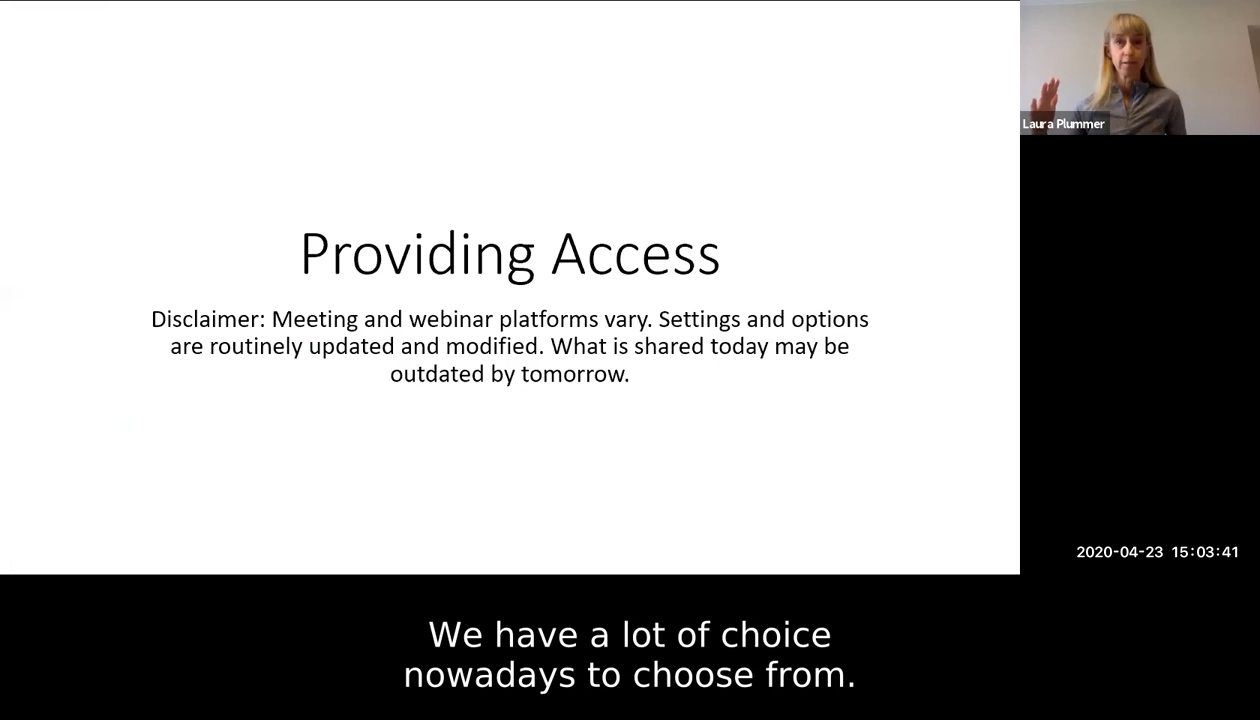 Providing Access
Disclaimer: Meeting and webinar platforms vary. Settings and options
are routinely updated and modified. What is shared today may be
outdated by tomorrow.
Laura Plummer
2020-04-23 15:03:41
We have a lot of choice
nowadays to choose from.